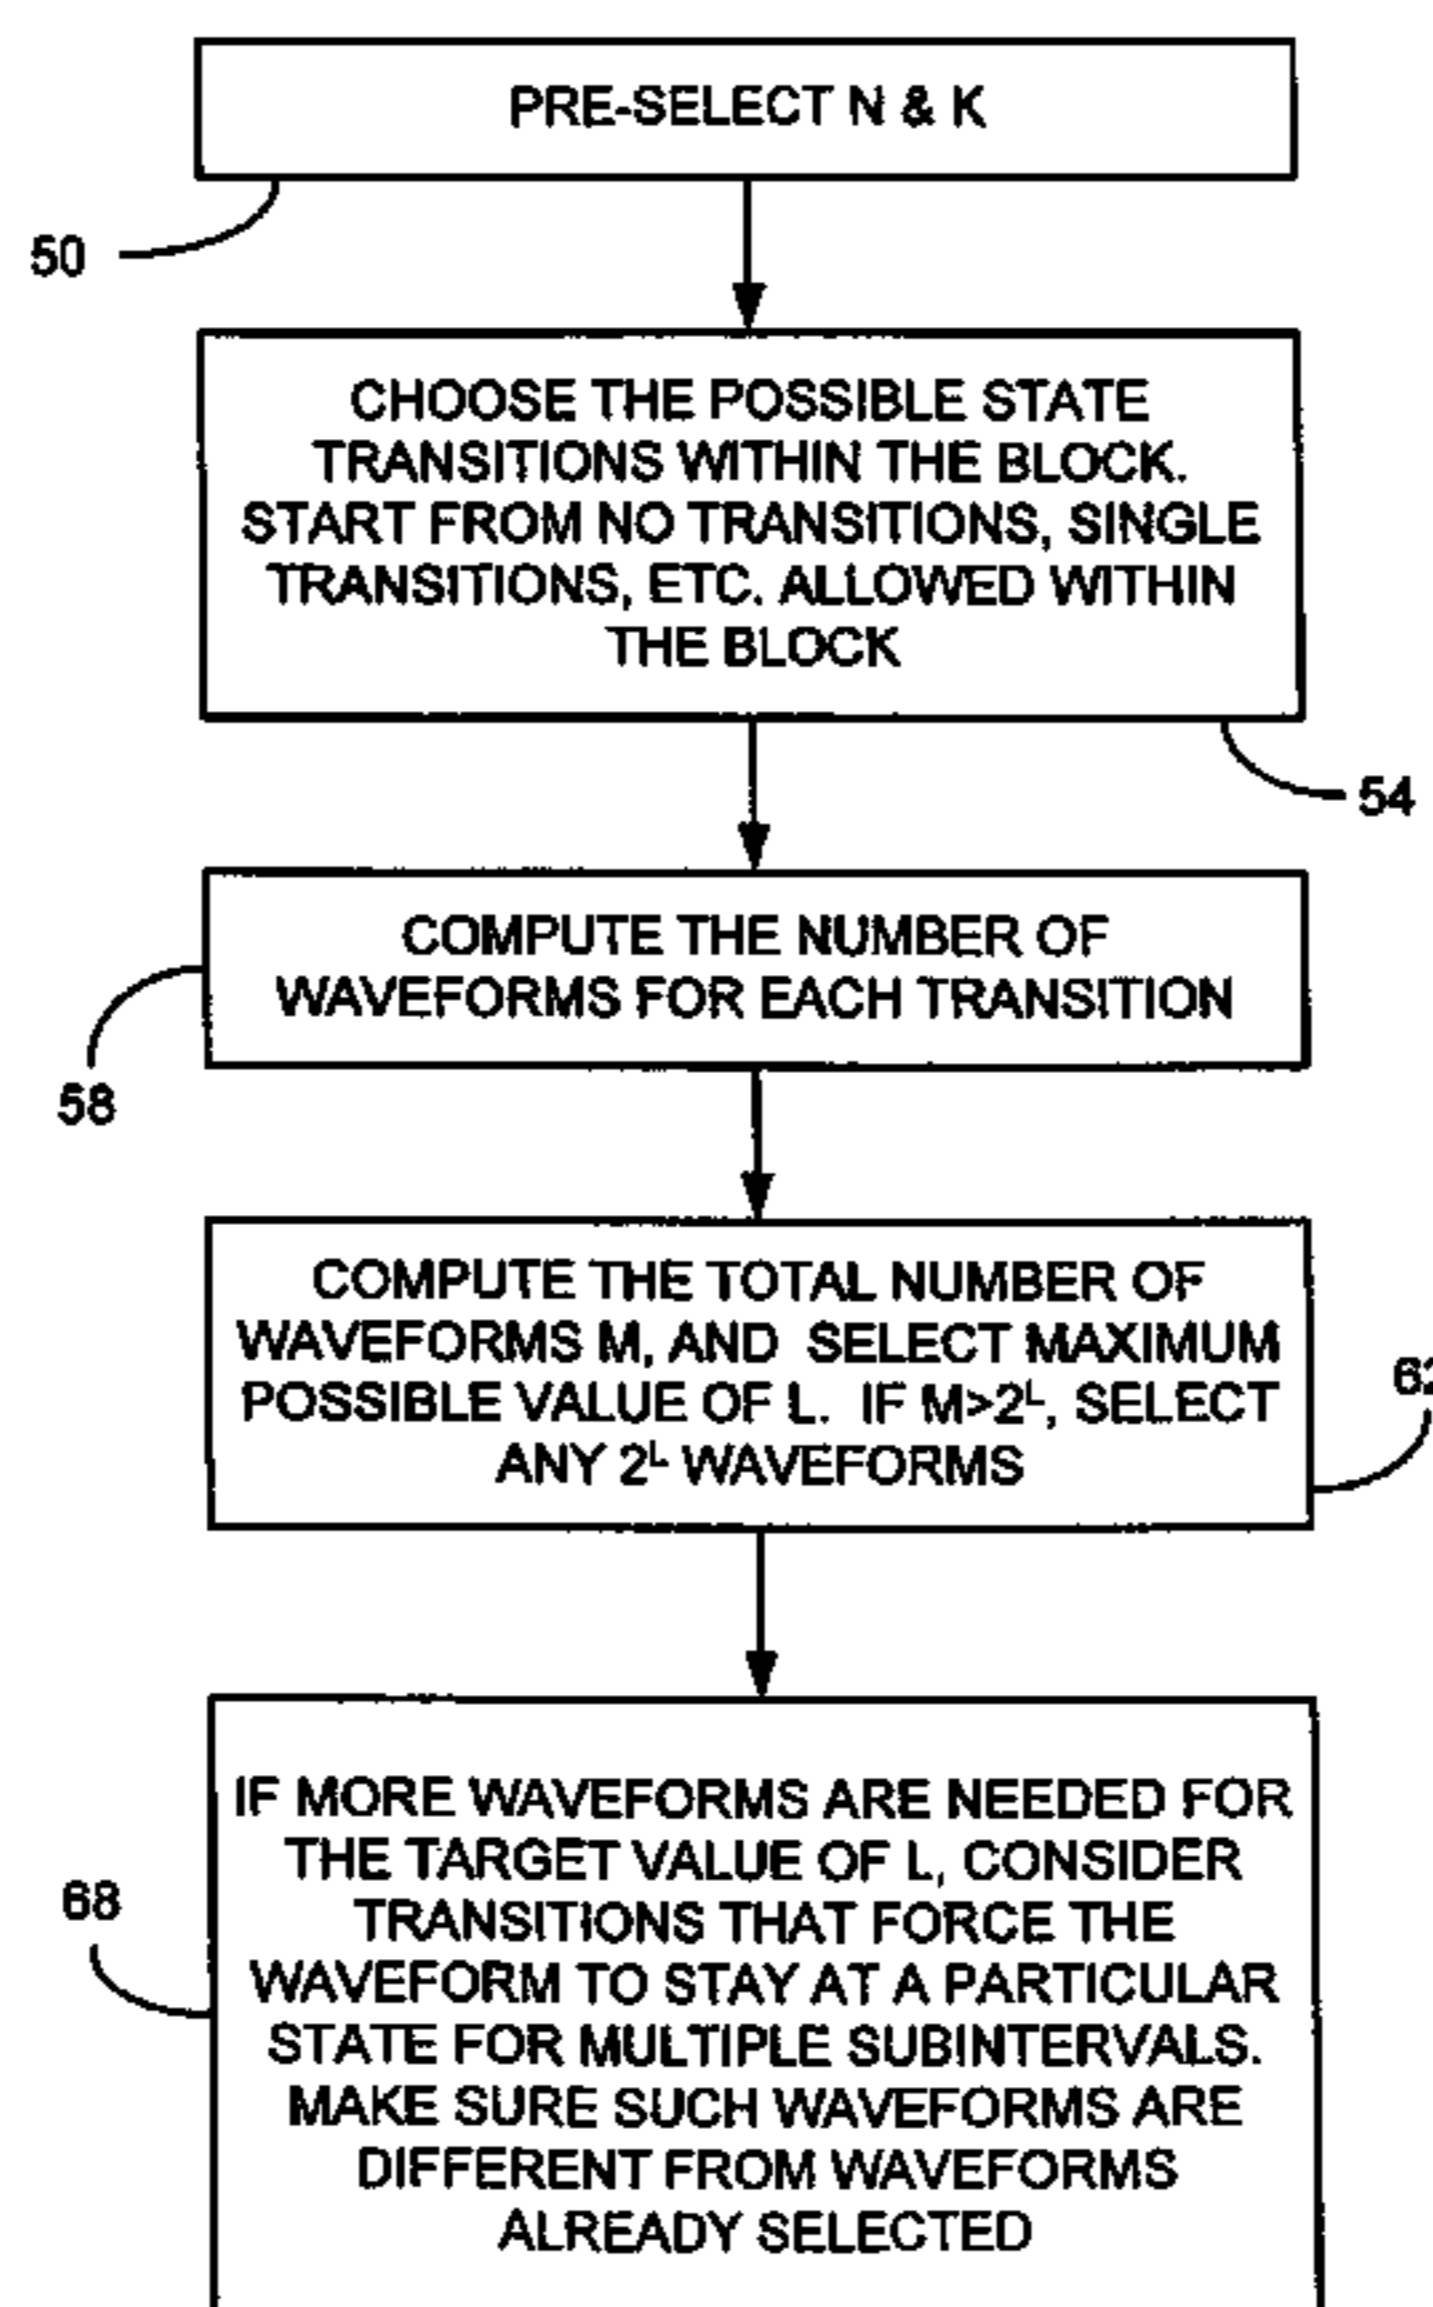 PRE-SELECT N & K
50
CHOOSE THE POSSIBLE STATE
TRANSITIONS WITHIN THE BLOCK.
START FROM NO TRANSITIONS, SINGLE
TRANSITIONS, ETC. ALLOWED WITHIN
THE BLOCK
54
COMPUTE THE NUMBER OF
WAVEFORMS FOR EACH TRANSITION
58
COMPUTE THE TOTAL NUMBER OF
WAVEFORMS M, AND SELECT MAXIMUM
POSSIBLE VALUE OF L. IF M>2ᴸ, SELECT
ANY 2ᴸ WAVEFORMS
62
IF MORE WAVEFORMS ARE NEEDED FOR
THE TARGET VALUE OF L, CONSIDER
TRANSITIONS THAT FORCE THE
WAVEFORM TO STAY AT A PARTICULAR
STATE FOR MULTIPLE SUBINTERVALS.
MAKE SURE SUCH WAVEFORMS ARE
DIFFERENT FROM WAVEFORMS
ALREADY SELECTED
68